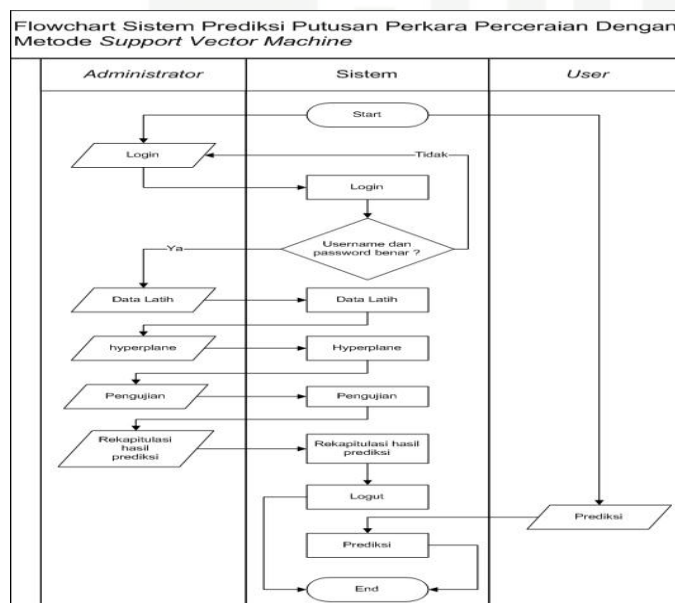 Flowchart Sistem Prediksi Putusan Perkara Perceraian Dengan
Metode Support Vector Machine
Administrator
Sistem
User
Start
Login
Tidak
Login
Username dan
password benar ?
Ya
Data Latih
Data Latih
hyperplane
Hyperplane
Pengujian
Pengujian
Rekapitulasi
hasil
prediksi
Rekapitulasi hasil
prediksi
Logut
Prediksi
Prediksi
End